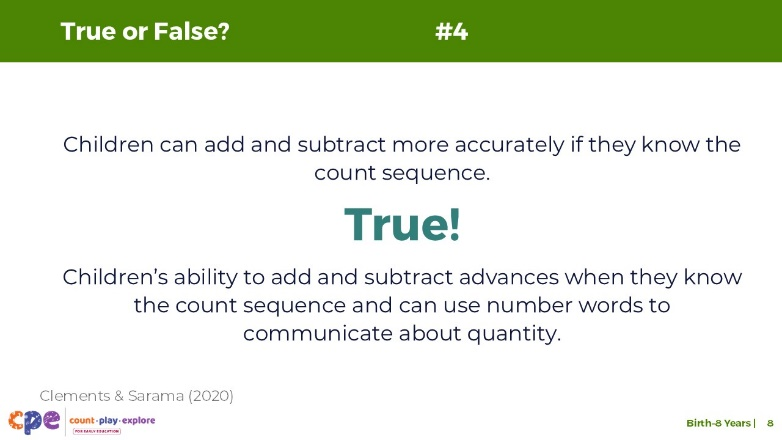 True or False? #4
Children can add and subtract more accurately if they know the
count sequence.
True!
Children's ability to add and subtract advances when they know
the count sequence and can use number words to
communicate about quantity.
Clements & Sarama (2020)
cpe count•play•explore
FOR EARLY EDUCATION
Birth-8 Years | 8